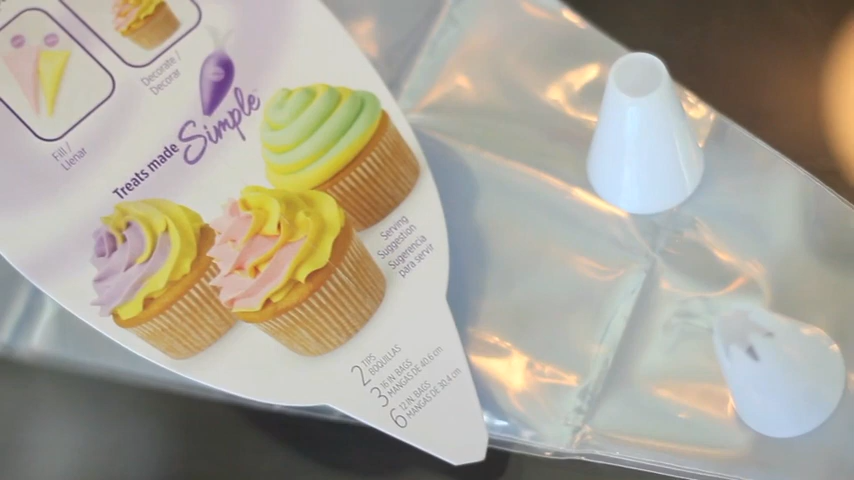 Fill /
Llenar
Decorate /
Decorar
Treats made Simple™
Serving
Suggestion
Sugerencia
para servir
2 TIPS
BOQUILLAS
3 16 IN. BAGS
MANGAS DE 40,6 cm
6 12 IN. BAGS
MANGAS DE 30,4 cm